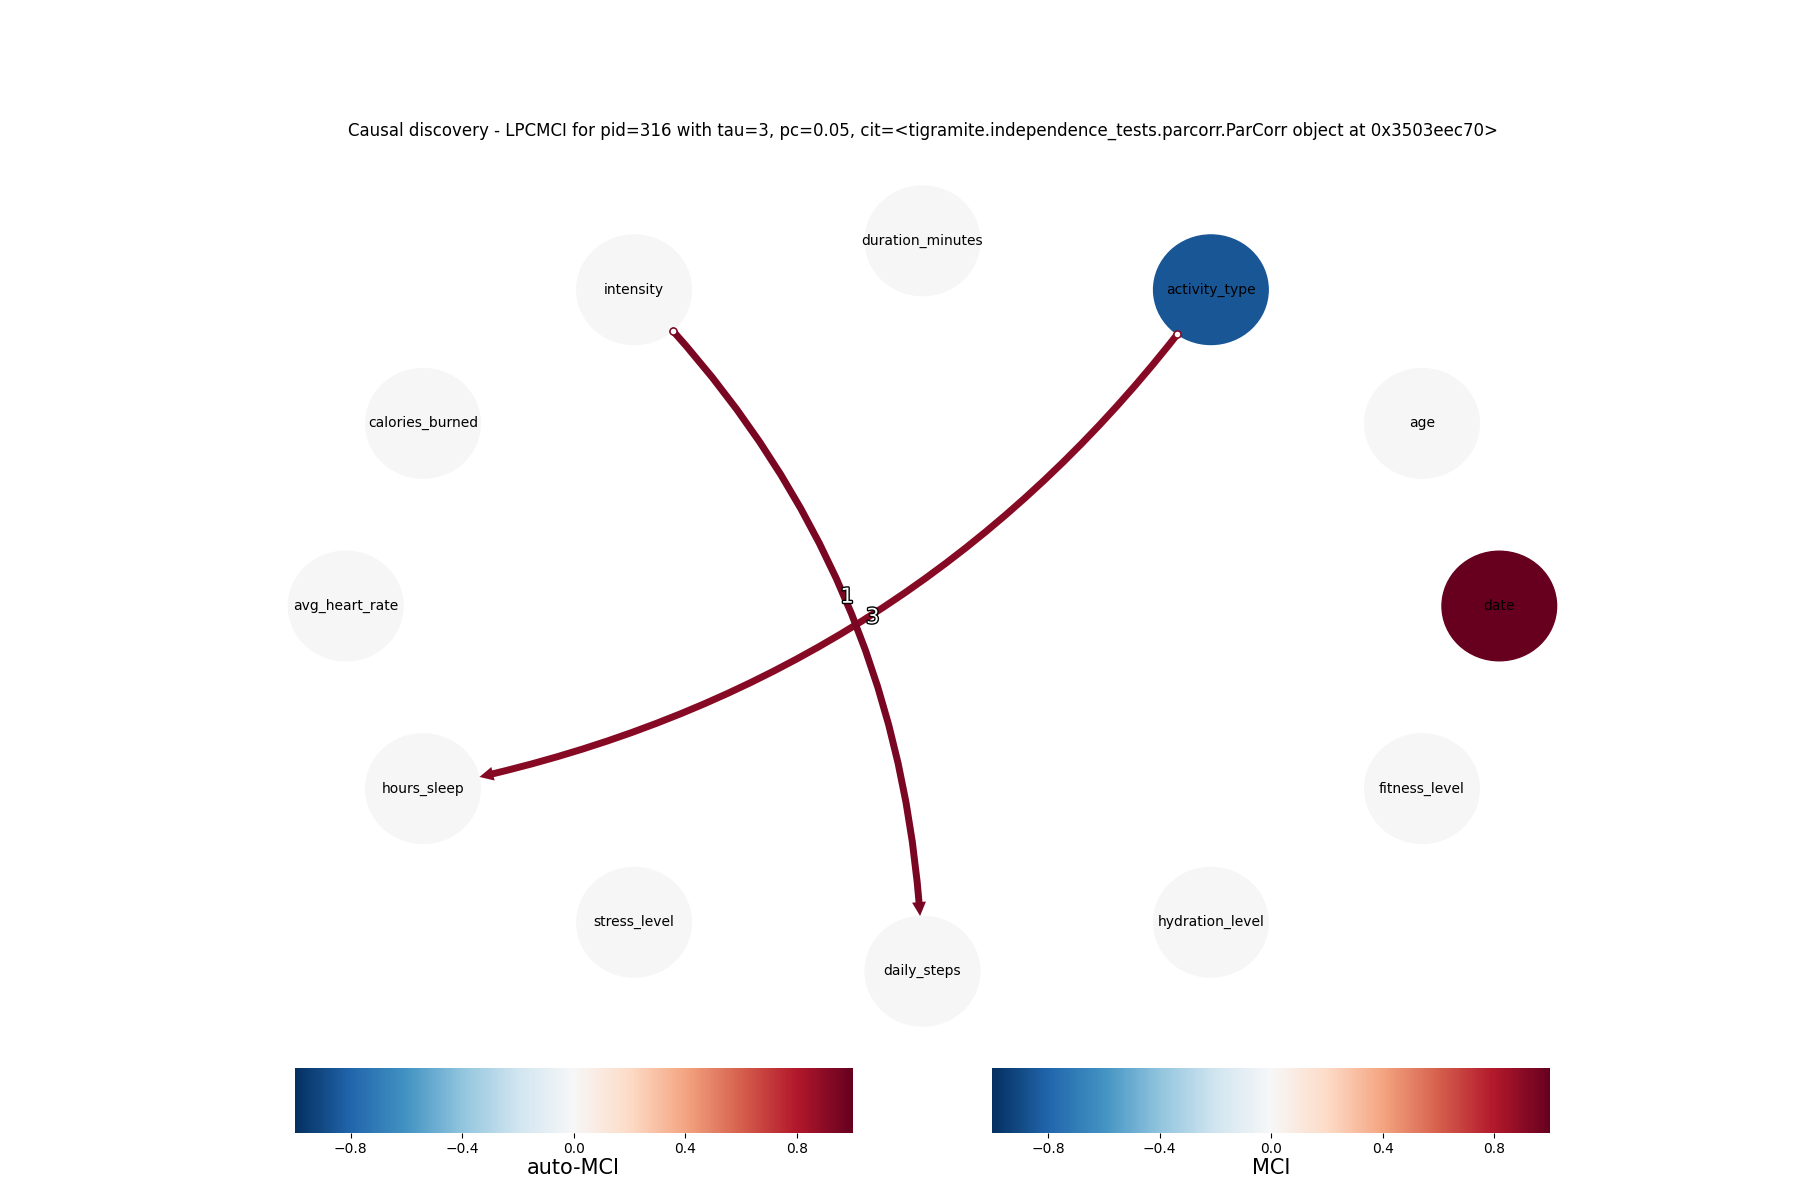 Causal discovery - LPCMCI for pid=316 with tau=3, pc=0.05, cit=<tigramite.independence_tests.parcorr.ParCorr object at 0x3503eec70>
duration_minutes
intensity
activity_type
calories_burned
age
1
3
avg_heart_rate
date
hours_sleep
fitness_level
stress_level
hydration_level
daily_steps
−0.8 −0.4 0.0 0.4 0.8
auto-MCI
−0.8 −0.4 0.0 0.4 0.8
MCI